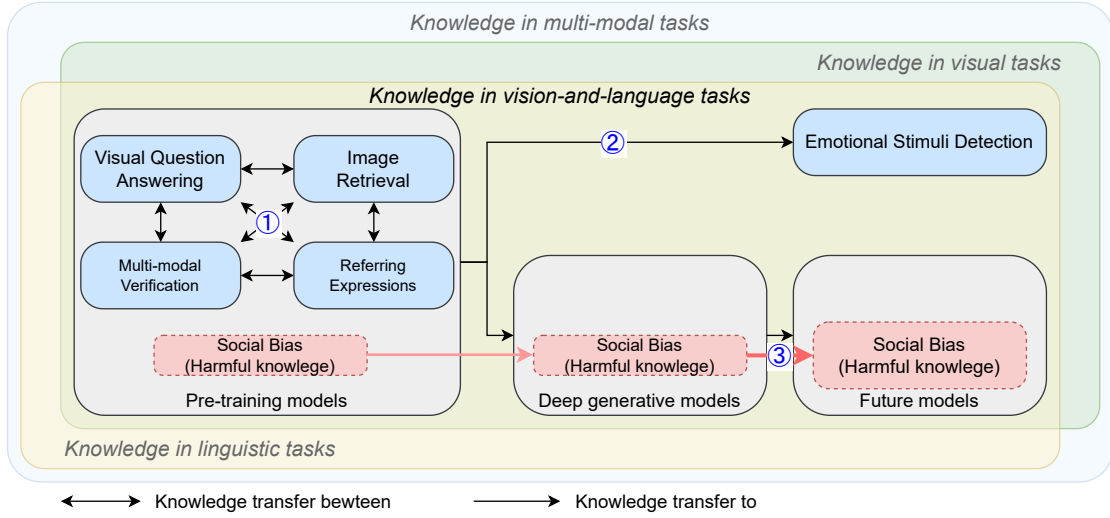 Knowledge in multi-modal tasks
Knowledge in visual tasks
Knowledge in vision-and-language tasks
Visual Question
Answering
Image
Retrieval
①
Multi-modal
Verification
Referring
Expressions
Social Bias
(Harmful knowlege)
Pre-training models
②
Emotional Stimuli Detection
Social Bias
(Harmful knowlege)
Deep generative models
③
Social Bias
(Harmful knowlege)
Future models
Knowledge in linguistic tasks
Knowledge transfer bewteen
Knowledge transfer to